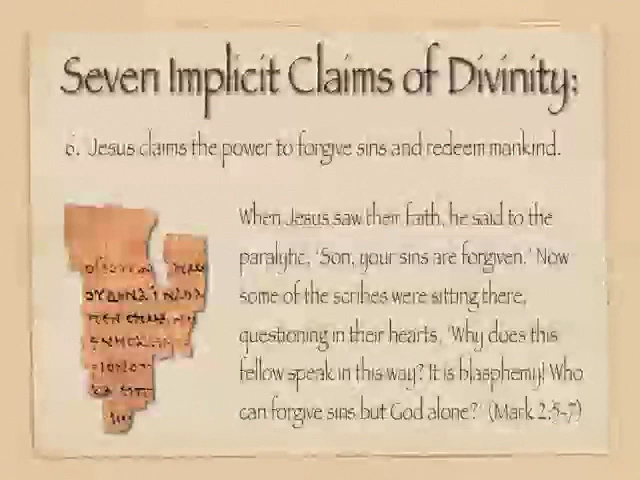 Seven Implicit Claims of Divinity:
6. Jesus claims the power to forgive sins and redeem mankind.
When Jesus saw their faith, he said to the
paralytic, 'Son, your sins are forgiven.' Now
some of the scribes were sitting there,
questioning in their hearts, 'Why does this
fellow speak in this way? It is blasphemy! Who
can forgive sins but God alone?' (Mark 2:5-7)